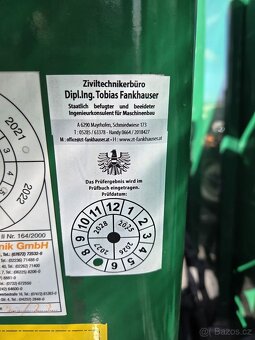 Ziviltechnikerbüro
Dipl.Ing. Tobias Fankhauser
Staatlich befugter und beeideter
Ingenieurkonsulent für Maschinenbau
A 6290 Mayrhofen, Schmiedwiese 173
T : 05285 / 63378 - Handy 0664 / 2018427
M : office@zt-fankhauser.at • H : www.zt-fankhauser.at
Das Prüfergebnis wird im
Prüfbuch eingetragen.
Prüfdatum:
1 2 3 4 5 6 7 8 9 10 11 12
2028 2025
2027 2026
2021
2022
# Nr. 164/2000
nik GmbH
Bazos.cz